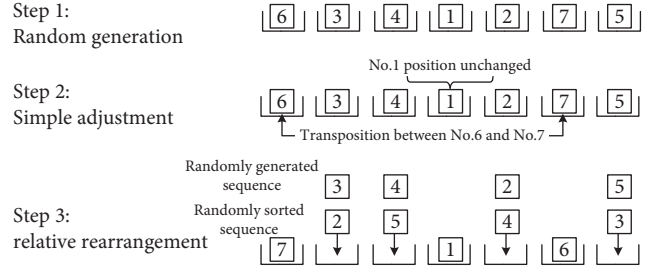 Step 1:
Random generation
6 3 4 1 2 7 5
No.1 position unchanged
Step 2:
Simple adjustment
6 3 4 1 2 7 5
Transposition between No.6 and No.7
Randomly generated
sequence
3 4 2 5
Step 3:
relative rearrangement
Randomly sorted
sequence
2 5 4 3
7 1 6